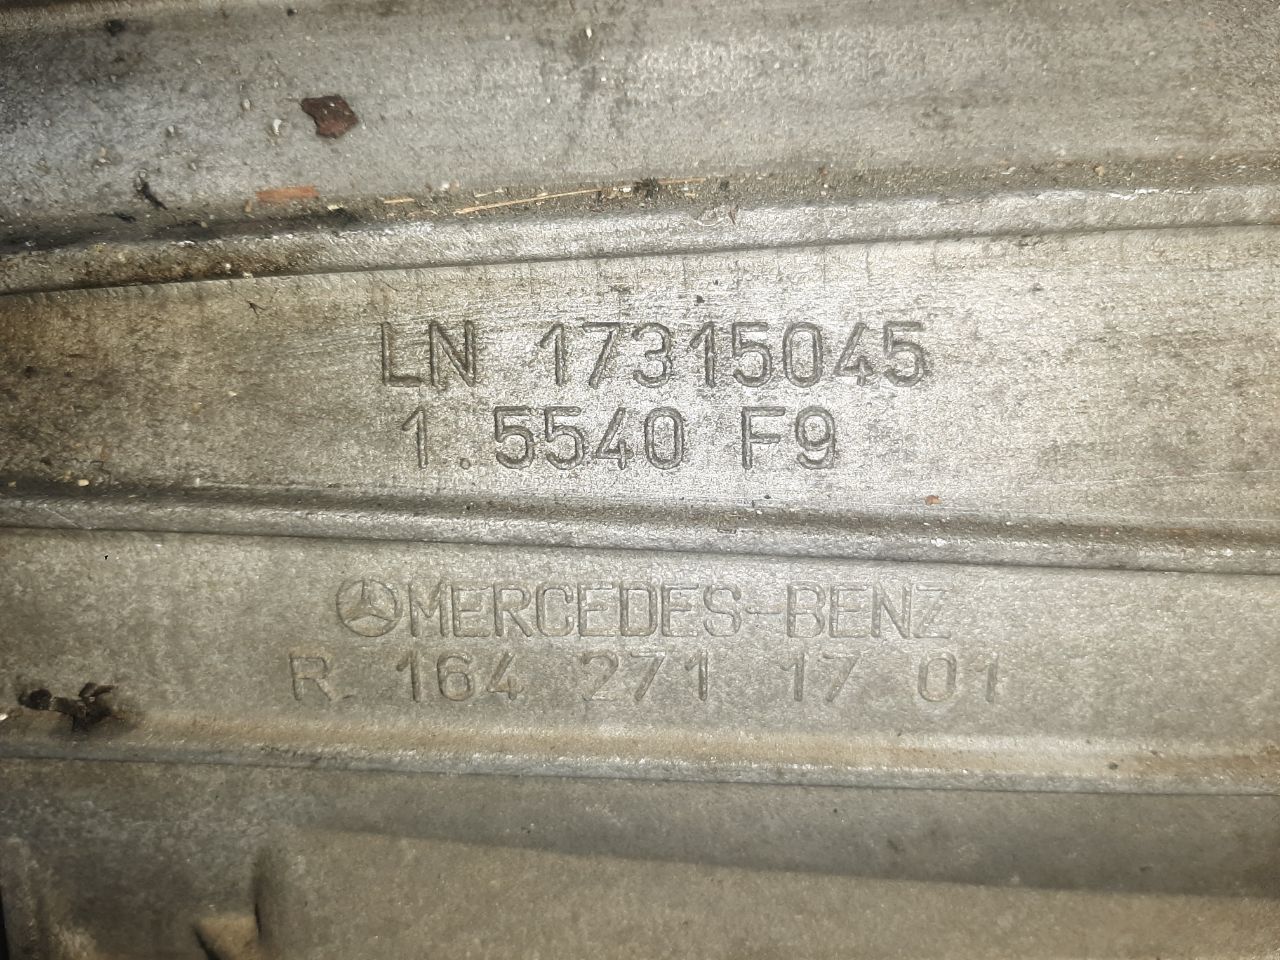 LN 17315045
1.5540 F9
MERCEDES-BENZ
R. 164 271 17 01